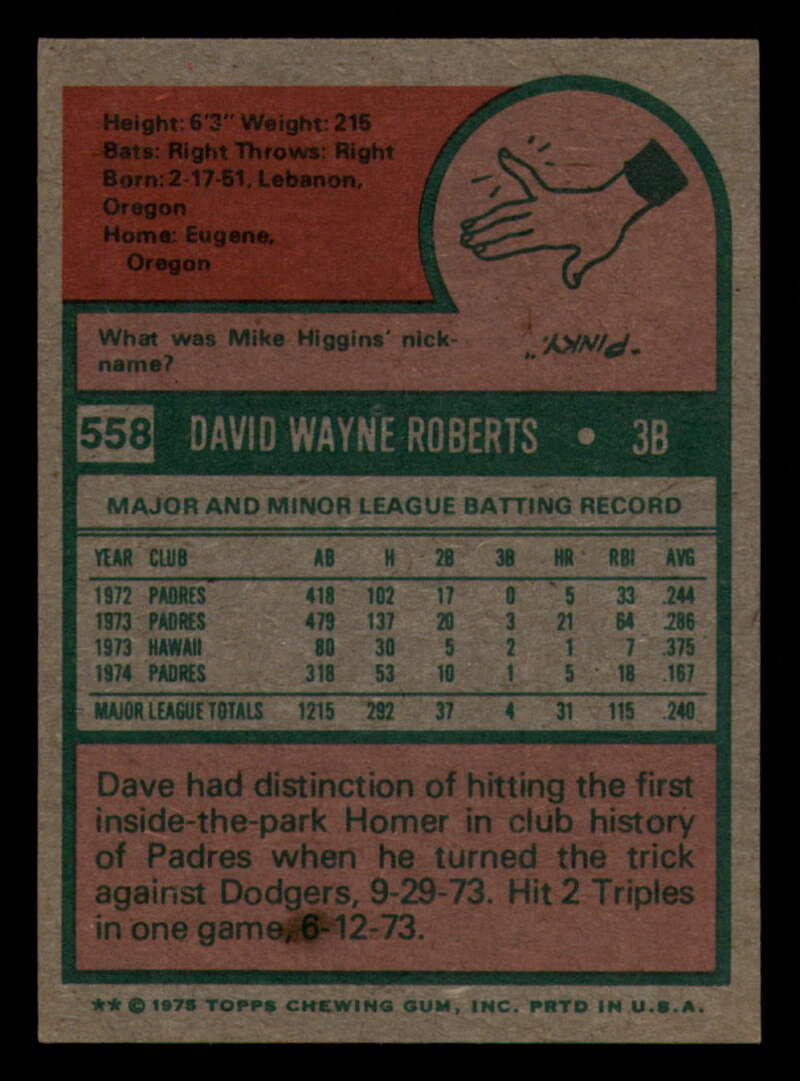 Height: 6'3" Weight: 215
Bats: Right Throws: Right
Born: 2-17-51, Lebanon,
Oregon
Home: Eugene,
Oregon
What was Mike Higgins' nick-
name?
"PINKY."
558 DAVID WAYNE ROBERTS • 3B
MAJOR AND MINOR LEAGUE BATTING RECORD
YEAR CLUB AB H 2B 3B HR RBI AVG
1972 PADRES 418 102 17 0 5 33 .244
1973 PADRES 479 137 20 3 21 64 .286
1973 HAWAII 80 30 5 2 1 7 .375
1974 PADRES 318 53 10 1 5 18 .167
MAJOR LEAGUE TOTALS 1215 292 37 4 31 115 .240
Dave had distinction of hitting the first
inside-the-park Homer in club history
of Padres when he turned the trick
against Dodgers, 9-29-73. Hit 2 Triples
in one game, 6-12-73.
** © 1975 TOPPS CHEWING GUM, INC. PRTD IN U.S.A.